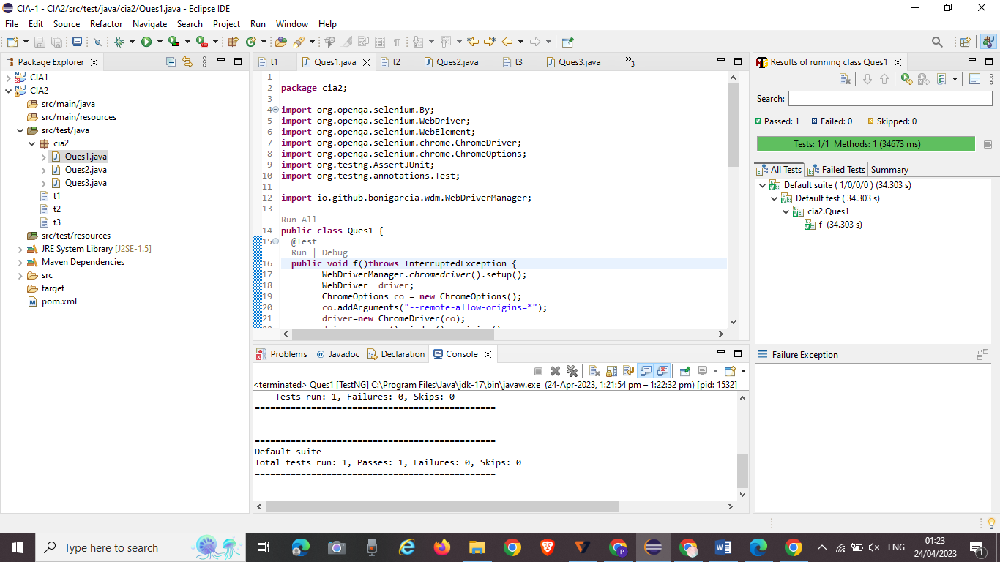 CIA-1 - CIA2/src/test/java/cia2/Ques1.java - Eclipse IDE
File Edit Source Refactor Navigate Search Project Run Window Help
Package Explorer
CIA1
CIA2
src/main/java
src/main/resources
src/test/java
cia2
Ques1.java
Ques2.java
Ques3.java
t1
t2
t3
src/test/resources
JRE System Library [J2SE-1.5]
Maven Dependencies
src
target
pom.xml
t1 Ques1.java t2 Ques2.java t3 Ques3.java »3
1
2 package cia2;
3
4 import org.openqa.selenium.By;
5 import org.openqa.selenium.WebDriver;
6 import org.openqa.selenium.WebElement;
7 import org.openqa.selenium.chrome.ChromeDriver;
8 import org.openqa.selenium.chrome.ChromeOptions;
9 import org.testng.AssertJUnit;
10 import org.testng.annotations.Test;
11
12 import io.github.bonigarcia.wdm.WebDriverManager;
13
Run All
14 public class Ques1 {
15 @Test
Run | Debug
16 public void f()throws InterruptedException {
17 WebDriverManager.chromedriver().setup();
18 WebDriver driver;
19 ChromeOptions co = new ChromeOptions();
20 co.addArguments("--remote-allow-origins=*");
21 driver=new ChromeDriver(co);
Problems @ Javadoc Declaration Console
<terminated> Ques1 [TestNG] C:\Program Files\Java\jdk-17\bin\javaw.exe (24-Apr-2023, 1:21:54 pm – 1:22:32 pm) [pid: 1532]
Tests run: 1, Failures: 0, Skips: 0
===============================================
===============================================
Default suite
Total tests run: 1, Passes: 1, Failures: 0, Skips: 0
===============================================
Results of running class Ques1
Search:
Passed: 1 Failed: 0 Skipped: 0
Tests: 1/1 Methods: 1 (34673 ms)
All Tests Failed Tests Summary
Default suite ( 1/0/0/0 ) (34.303 s)
Default test ( 34.303 s)
cia2.Ques1
f (34.303 s)
Failure Exception
Type here to search
ENG
01:23
24/04/2023
1